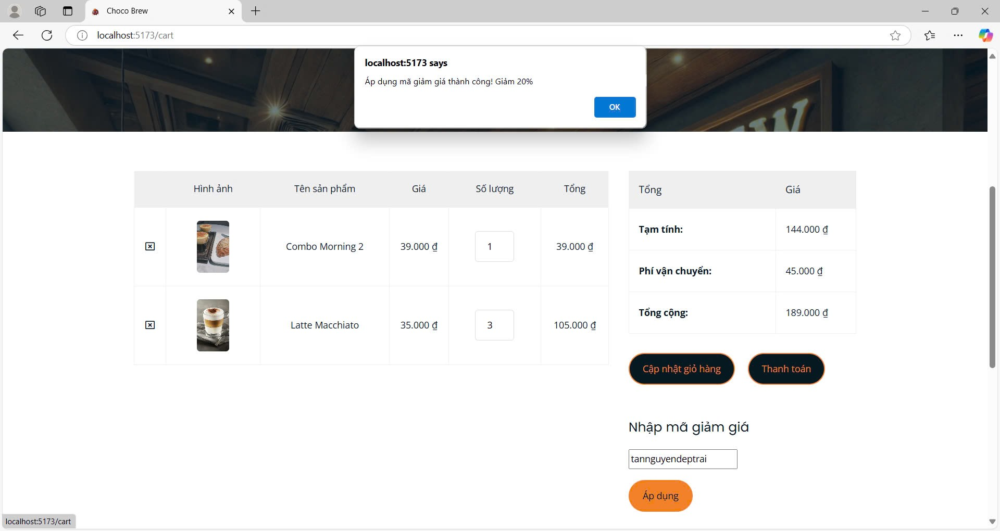 Choco Brew
localhost:5173/cart
localhost:5173 says
Áp dụng mã giảm giá thành công! Giảm 20%
OK
Hình ảnh Tên sản phẩm Giá Số lượng Tổng
Combo Morning 2 39.000 ₫ 1 39.000 ₫
Latte Macchiato 35.000 ₫ 3 105.000 ₫
Tổng Giá
Tạm tính: 144.000 ₫
Phí vận chuyển: 45.000 ₫
Tổng cộng: 189.000 ₫
Cập nhật giỏ hàng Thanh toán
Nhập mã giảm giá
tannguyendeptrai
Áp dụng
localhost:5173/cart